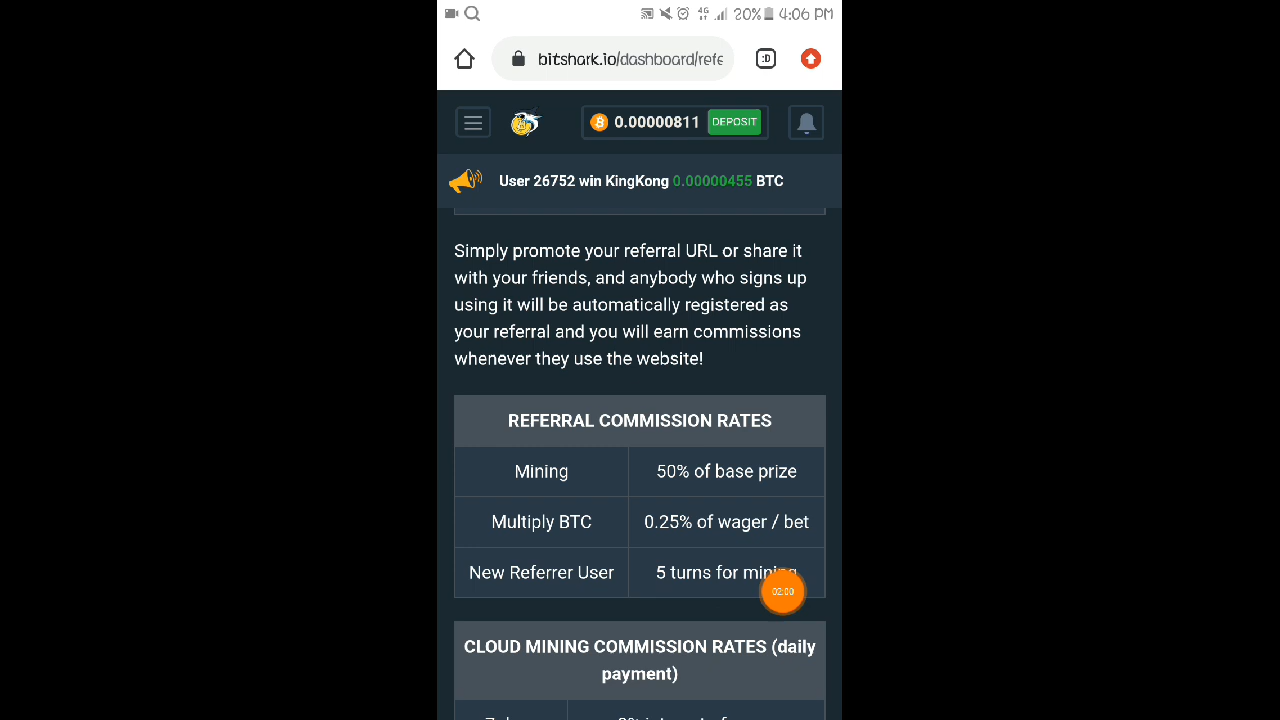 4G 20% 4:06 PM
bitshark.io/dashboard/refe
:D
0.00000811 DEPOSIT
User 26752 win KingKong 0.00000455 BTC
Simply promote your referral URL or share it
with your friends, and anybody who signs up
using it will be automatically registered as
your referral and you will earn commissions
whenever they use the website!
REFERRAL COMMISSION RATES
Mining 50% of base prize
Multiply BTC 0.25% of wager / bet
New Referrer User 5 turns for mining
02:00
CLOUD MINING COMMISSION RATES (daily
payment)